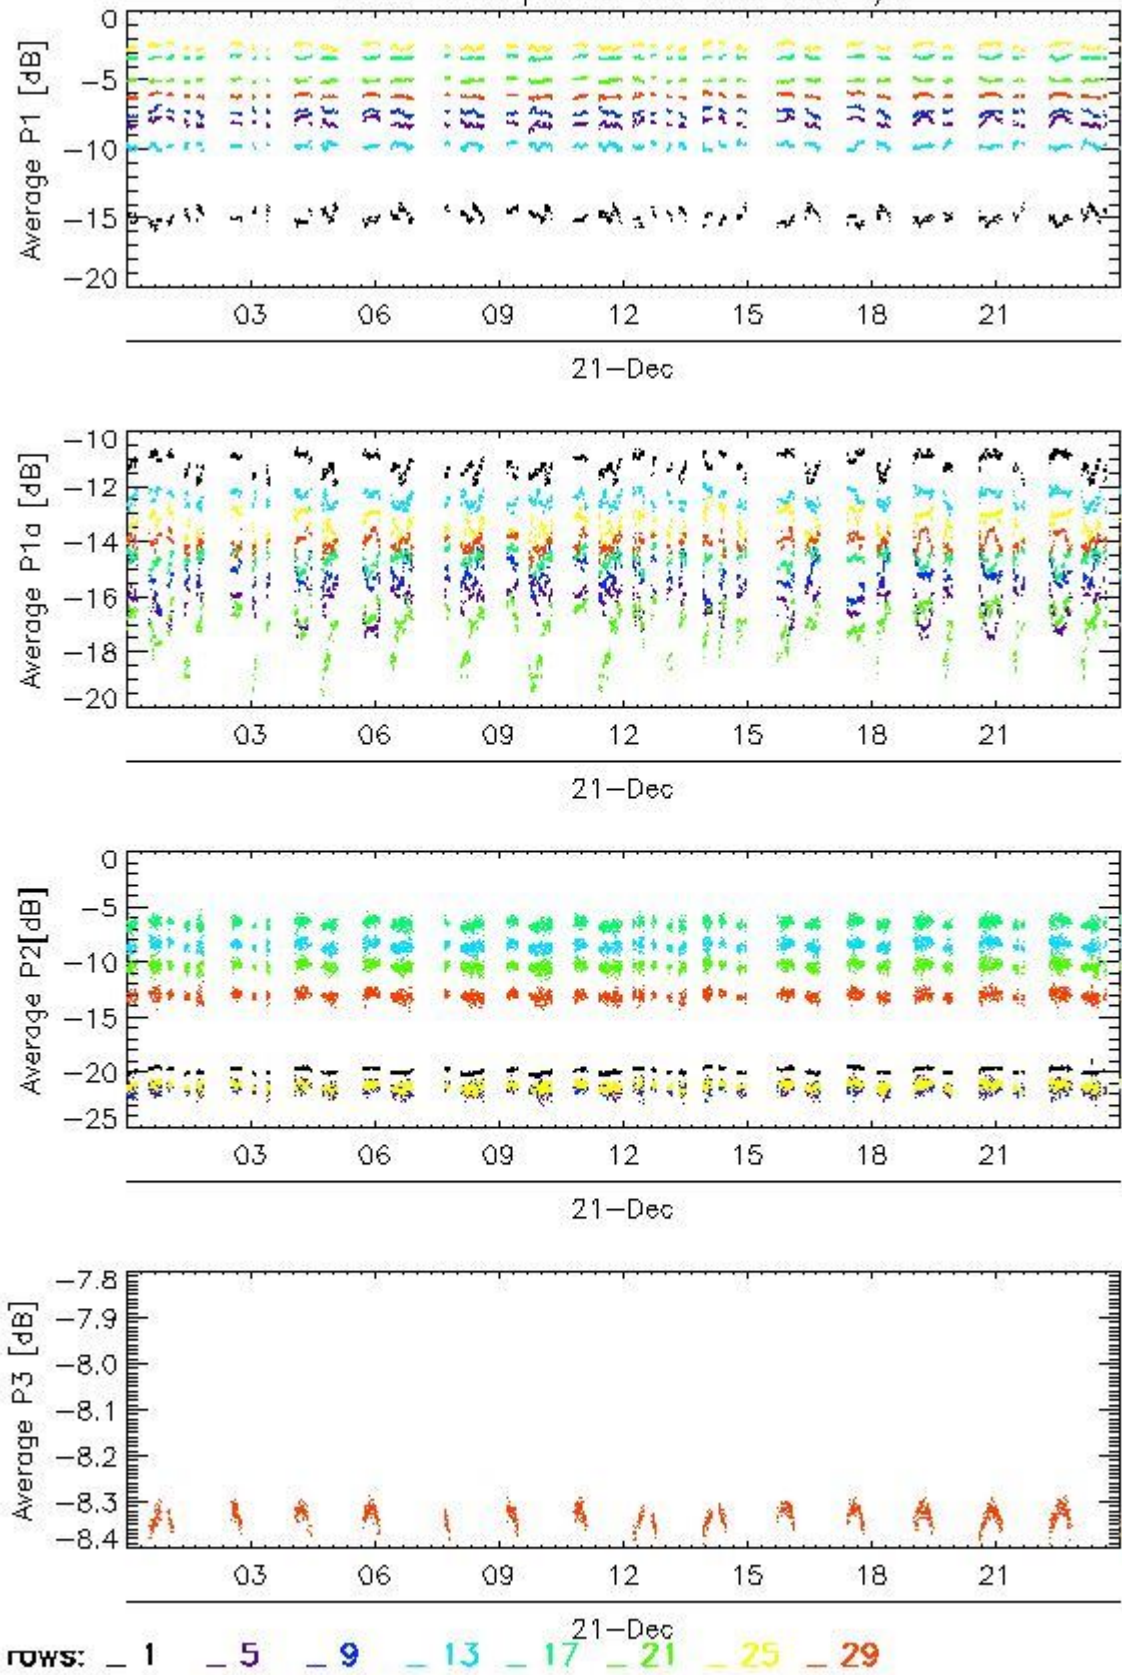 Average P1 [dB]
0
−5
−10
−15
−20
03 06 09 12 15 18 21
21−Dec
Average P1a [dB]
−10
−12
−14
−16
−18
−20
03 06 09 12 15 18 21
21−Dec
Average P2[dB]
0
−5
−10
−15
−20
−25
03 06 09 12 15 18 21
21−Dec
Average P3 [dB]
−7.8
−7.9
−8.0
−8.1
−8.2
−8.3
−8.4
03 06 09 12 15 18 21
21−Dec
rows: _ 1 _ 5 _ 9 _ 13 _ 17 _ 21 _ 25 _ 29